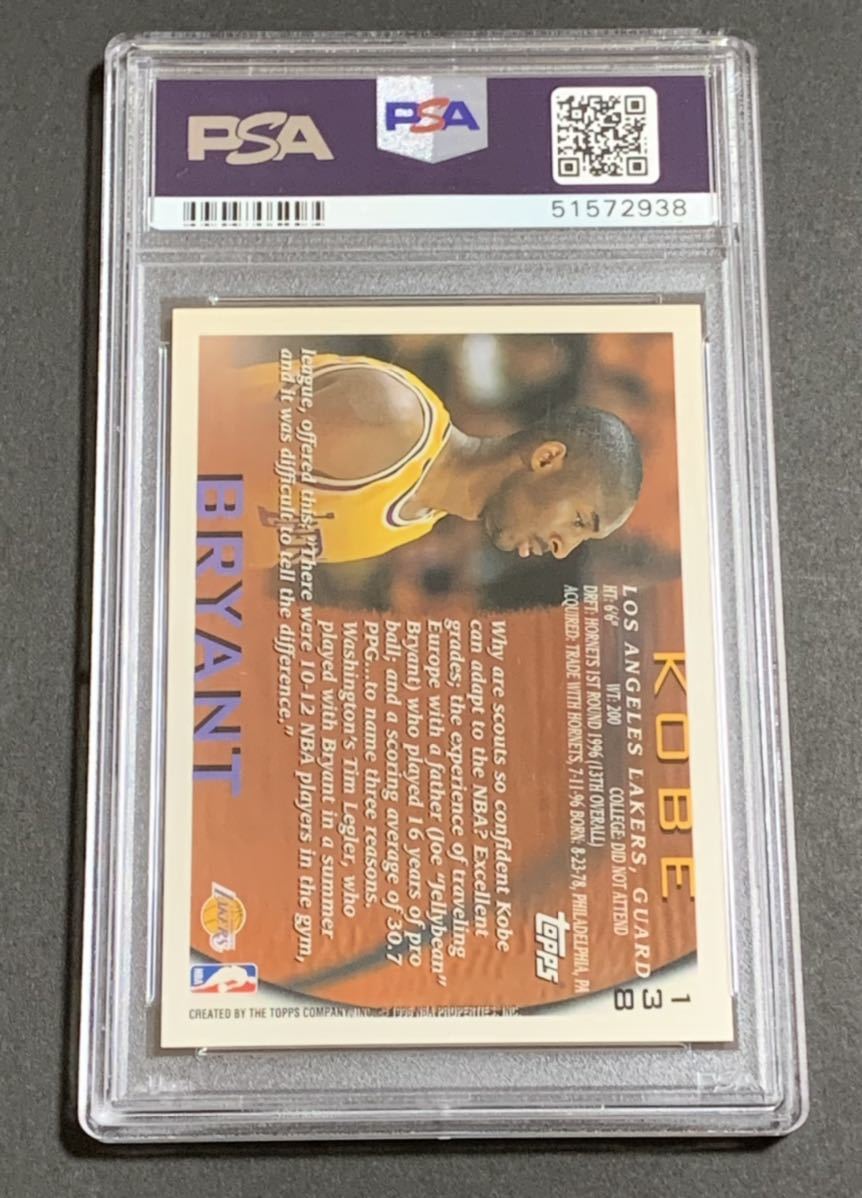 PSA
PSA
51572938
KOBE
LOS ANGELES LAKERS, GUARD
HT: 6'6" WT: 200 COLLEGE: DID NOT ATTEND
DRFT: HORNETS 1ST ROUND 1996 (13TH OVERALL)
ACQUIRED: TRADE WITH HORNETS, 7-11-96 BORN: 8-23-78, PHILADELPHIA, PA
138
Topps
Why are scouts so confident Kobe
can adapt to the NBA? Excellent
grades; the experience of traveling
Europe with a father (Joe "Jellybean"
Bryant) who played 16 years of pro
ball; and a scoring average of 30.7
PPG...to name three reasons.
Washington's Tim Legler, who
played with Bryant in a summer
league, offered this: "There were 10-12 NBA players in the gym,
and it was difficult to tell the difference."
BRYANT
LAKERS
NBA
CREATED BY THE TOPPS COMPANY, INC. © 1996 NBA PROPERTIES, INC.